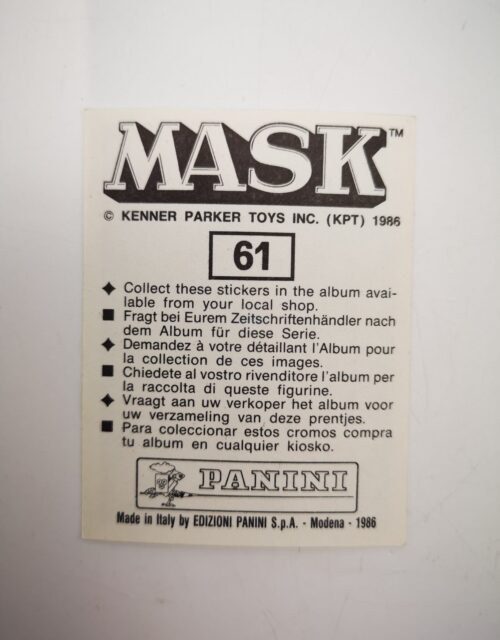 MASK™
© KENNER PARKER TOYS INC. (KPT) 1986
61
Collect these stickers in the album avai-
lable from your local shop.
Fragt bei Eurem Zeitschriftenhändler nach
dem Album für diese Serie.
Demandez à votre détaillant l'Album pour
la collection de ces images.
Chiedete al vostro rivenditore l'album per
la raccolta di queste figurine.
Vraagt aan uw verkoper het album voor
uw verzameling van deze prentjes.
Para coleccionar estos cromos compra
tu album en cualquier kiosko.
PANINI
Made in Italy by EDIZIONI PANINI S.p.A. - Modena - 1986